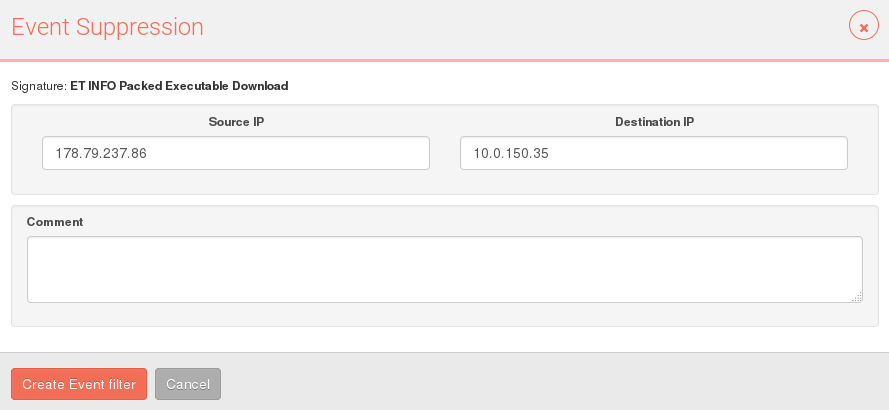 Event Suppression
Signature: ET INFO Packed Executable Download
Source IP
Destination IP
178.79.237.86
10.0.150.35
Comment
Create Event filter
Cancel